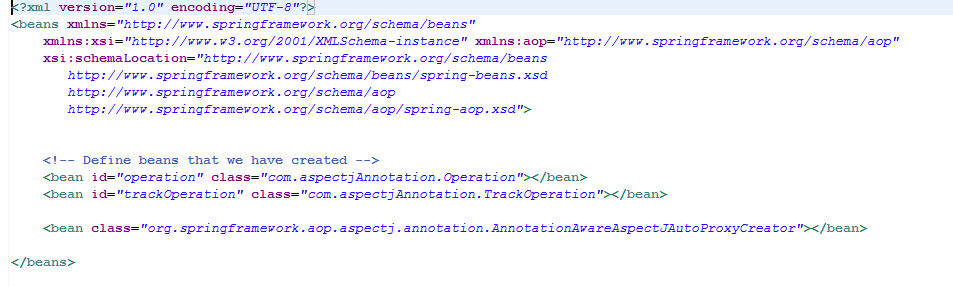 <?xml version="1.0" encoding="UTF-8"?>
<beans xmlns="http://www.springframework.org/schema/beans"
xmlns:xsi="http://www.w3.org/2001/XMLSchema-instance" xmlns:aop="http://www.springframework.org/schema/aop"
xsi:schemaLocation="http://www.springframework.org/schema/beans
http://www.springframework.org/schema/beans/spring-beans.xsd
http://www.springframework.org/schema/aop
http://www.springframework.org/schema/aop/spring-aop.xsd">
<!-- Define beans that we have created -->
<bean id="operation" class="com.aspectjAnnotation.Operation"></bean>
<bean id="trackOperation" class="com.aspectjAnnotation.TrackOperation"></bean>
<bean class="org.springframework.aop.aspectj.annotation.AnnotationAwareAspectJAutoProxyCreator"></bean>
</beans>